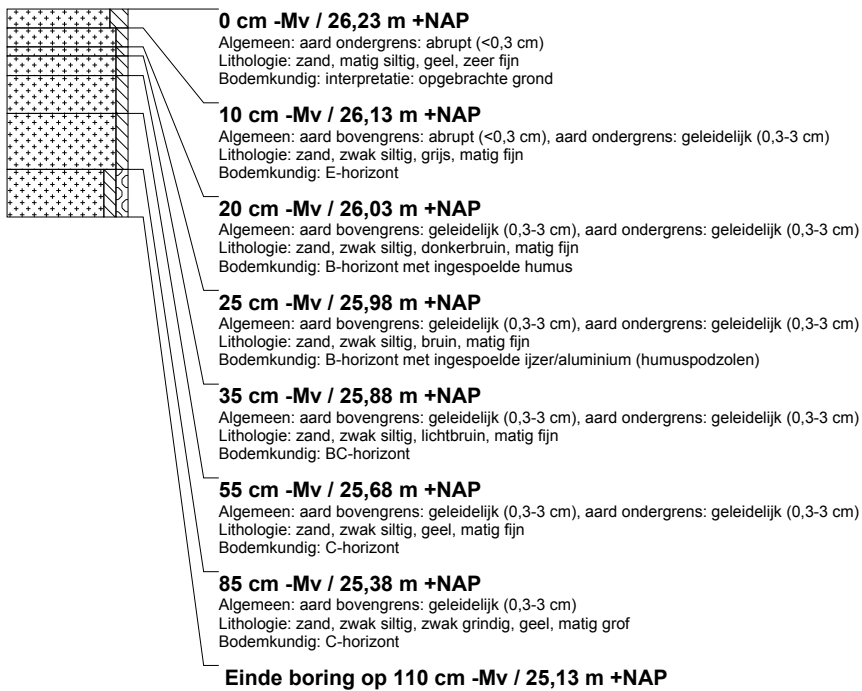 0 cm -Mv / 26,23 m +NAP
Algemeen: aard ondergrens: abrupt (<0,3 cm)
Lithologie: zand, matig siltig, geel, zeer fijn
Bodemkundig: interpretatie: opgebrachte grond
10 cm -Mv / 26,13 m +NAP
Algemeen: aard bovengrens: abrupt (<0,3 cm), aard ondergrens: geleidelijk (0,3-3 cm)
Lithologie: zand, zwak siltig, grijs, matig fijn
Bodemkundig: E-horizont
20 cm -Mv / 26,03 m +NAP
Algemeen: aard bovengrens: geleidelijk (0,3-3 cm), aard ondergrens: geleidelijk (0,3-3 cm)
Lithologie: zand, zwak siltig, donkerbruin, matig fijn
Bodemkundig: B-horizont met ingespoelde humus
25 cm -Mv / 25,98 m +NAP
Algemeen: aard bovengrens: geleidelijk (0,3-3 cm), aard ondergrens: geleidelijk (0,3-3 cm)
Lithologie: zand, zwak siltig, bruin, matig fijn
Bodemkundig: B-horizont met ingespoelde ijzer/aluminium (humuspodzolen)
35 cm -Mv / 25,88 m +NAP
Algemeen: aard bovengrens: geleidelijk (0,3-3 cm), aard ondergrens: geleidelijk (0,3-3 cm)
Lithologie: zand, zwak siltig, lichtbruin, matig fijn
Bodemkundig: BC-horizont
55 cm -Mv / 25,68 m +NAP
Algemeen: aard bovengrens: geleidelijk (0,3-3 cm), aard ondergrens: geleidelijk (0,3-3 cm)
Lithologie: zand, zwak siltig, geel, matig fijn
Bodemkundig: C-horizont
85 cm -Mv / 25,38 m +NAP
Algemeen: aard bovengrens: geleidelijk (0,3-3 cm)
Lithologie: zand, zwak siltig, zwak grindig, geel, matig grof
Bodemkundig: C-horizont
Einde boring op 110 cm -Mv / 25,13 m +NAP